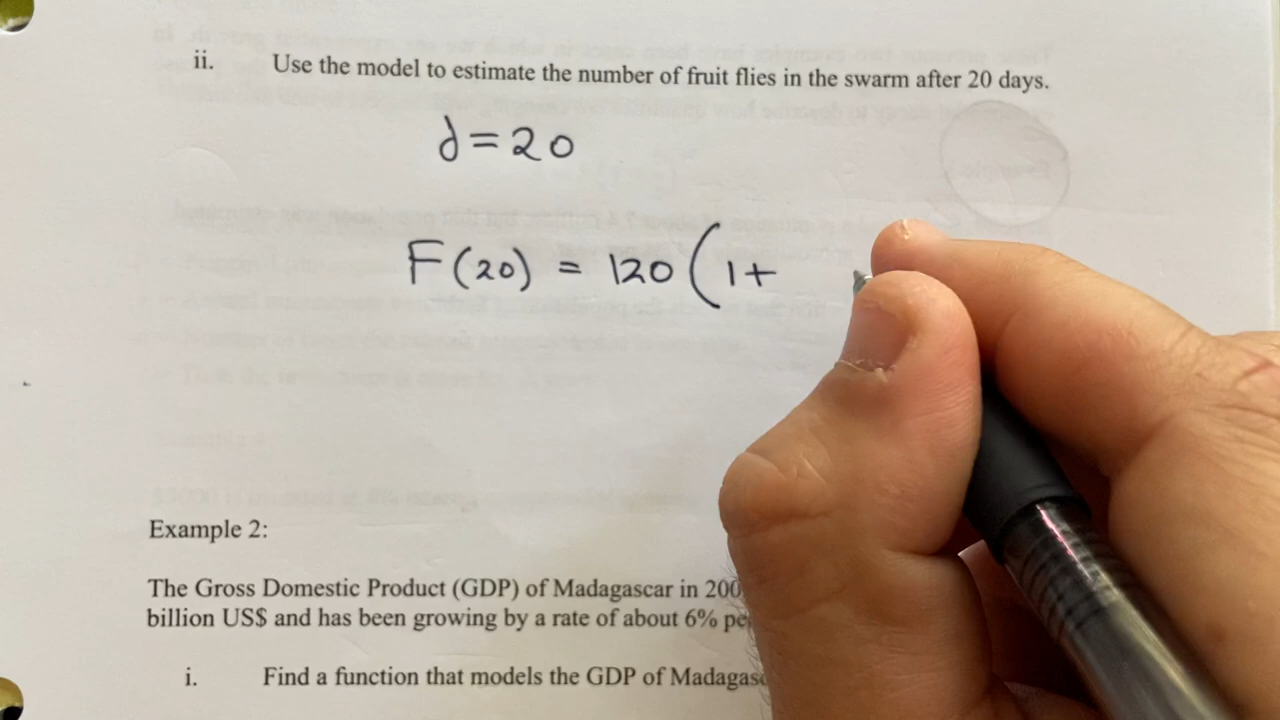 ii. Use the model to estimate the number of fruit flies in the swarm after 20 days.
d = 20
F(20) = 120 ( 1+
Example 2:
The Gross Domestic Product (GDP) of Madagascar in 200
billion US$ and has been growing by a rate of about 6%
i. Find a function that models the GDP of